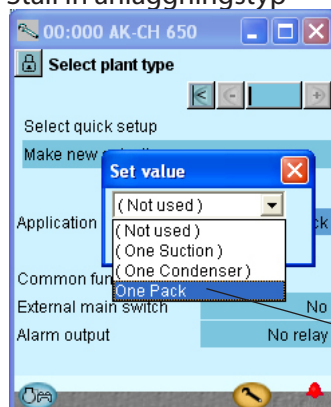 Ställ in anläggningstyp
00:000 AK-CH 650
Select plant type
Select quick setup
Make new
Set value
( Not used )
Application
( Not used )
( One Suction )
( One Condenser )
One Pack
Common fun
External main switch No
Alarm output No relay